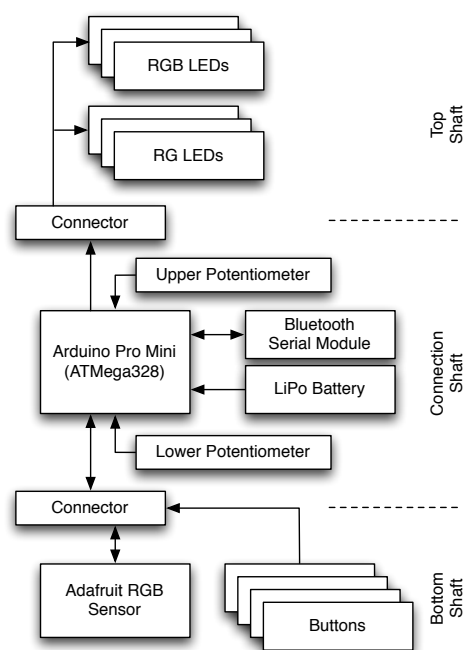 RGB LEDs
RG LEDs
Top
Shaft
Connector
Upper Potentiometer
Arduino Pro Mini
(ATMega328)
Bluetooth
Serial Module
LiPo Battery
Connection
Shaft
Lower Potentiometer
Connector
Adafruit RGB
Sensor
Buttons
Bottom
Shaft